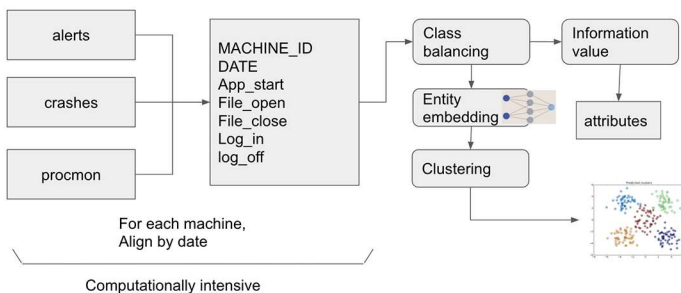 alerts
crashes
procmon
MACHINE_ID
DATE
App_start
File_open
File_close
Log_in
log_off
For each machine,
Align by date
Computationally intensive
Class
balancing
Entity
embedding
Clustering
Information
value
attributes